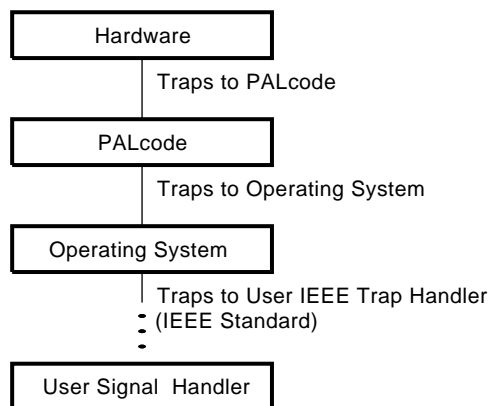 Hardware
Traps to PALcode
PALcode
Traps to Operating System
Operating System
Traps to User IEEE Trap Handler
(IEEE Standard)
User Signal Handler